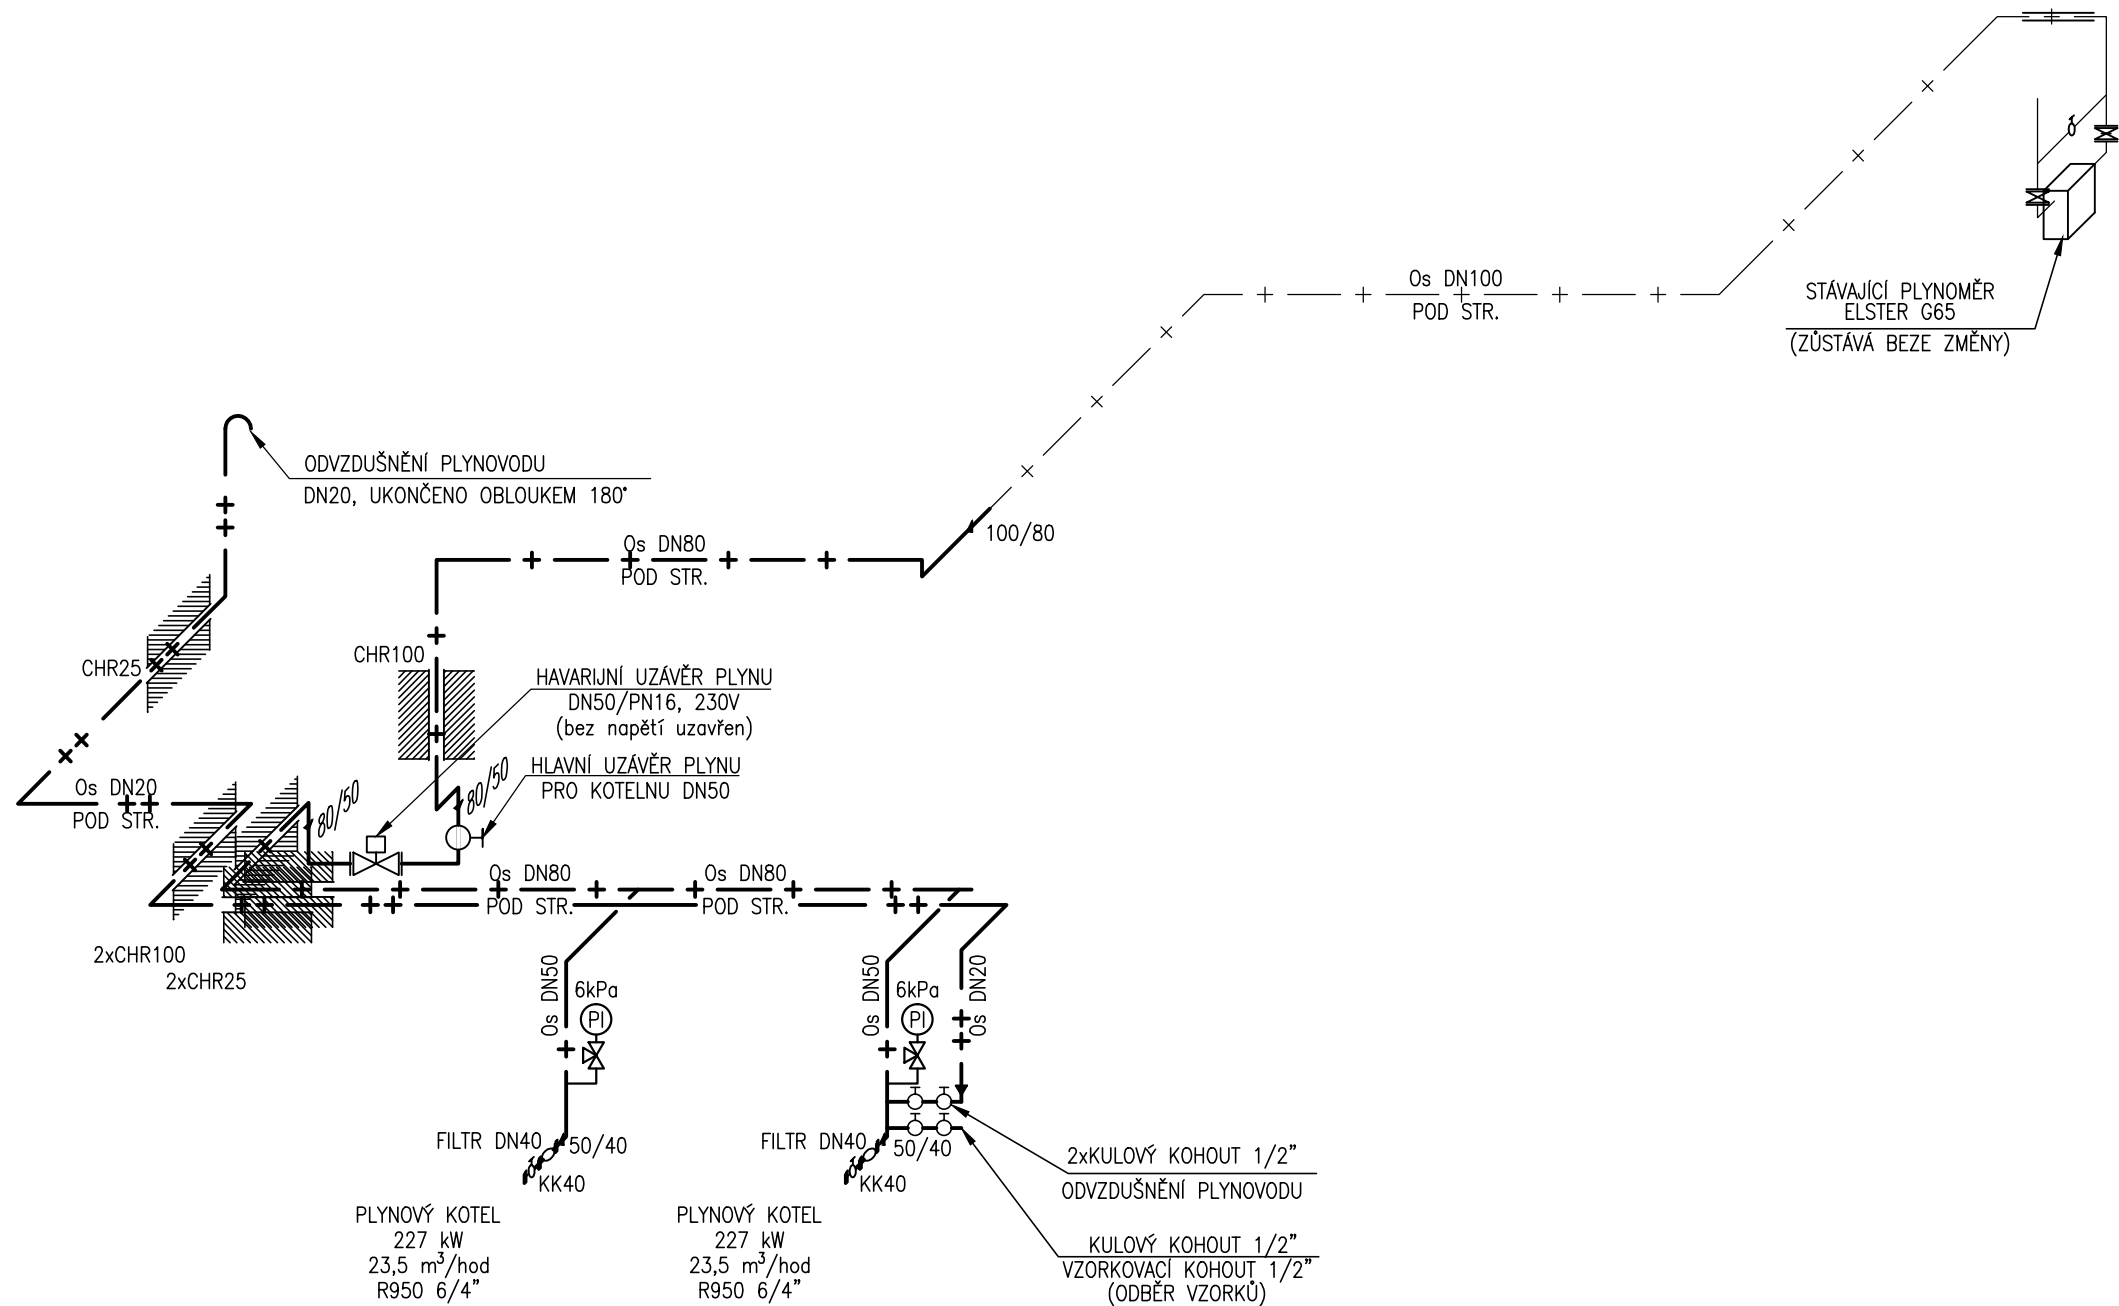 Os DN100
POD STR.
STÁVAJÍCÍ PLYNOMĚR
ELSTER G65
(ZŮSTÁVÁ BEZE ZMĚNY)
ODVZDUŠNĚNÍ PLYNOVODU
DN20, UKONČENO OBLOUKEM 180°
100/80
Os DN80
POD STR.
CHR25
CHR100
HAVARIJNÍ UZÁVĚR PLYNU
DN50/PN16, 230V
(bez napětí uzavřen)
HLAVNÍ UZÁVĚR PLYNU
PRO KOTELNU DN50
80/50
80/50
Os DN20
POD STR.
Os DN80
POD STR.
Os DN80
POD STR.
2xCHR100
2xCHR25
Os DN50
6kPa
PI
Os DN50
6kPa
PI
Os DN20
FILTR DN40
50/40
KK40
FILTR DN40
50/40
KK40
2xKULOVÝ KOHOUT 1/2”
ODVZDUŠNĚNÍ PLYNOVODU
PLYNOVÝ KOTEL
227 kW
23,5 m³/hod
R950 6/4”
PLYNOVÝ KOTEL
227 kW
23,5 m³/hod
R950 6/4”
KULOVÝ KOHOUT 1/2”
VZORKOVACÍ KOHOUT 1/2”
(ODBĚR VZORKŮ)